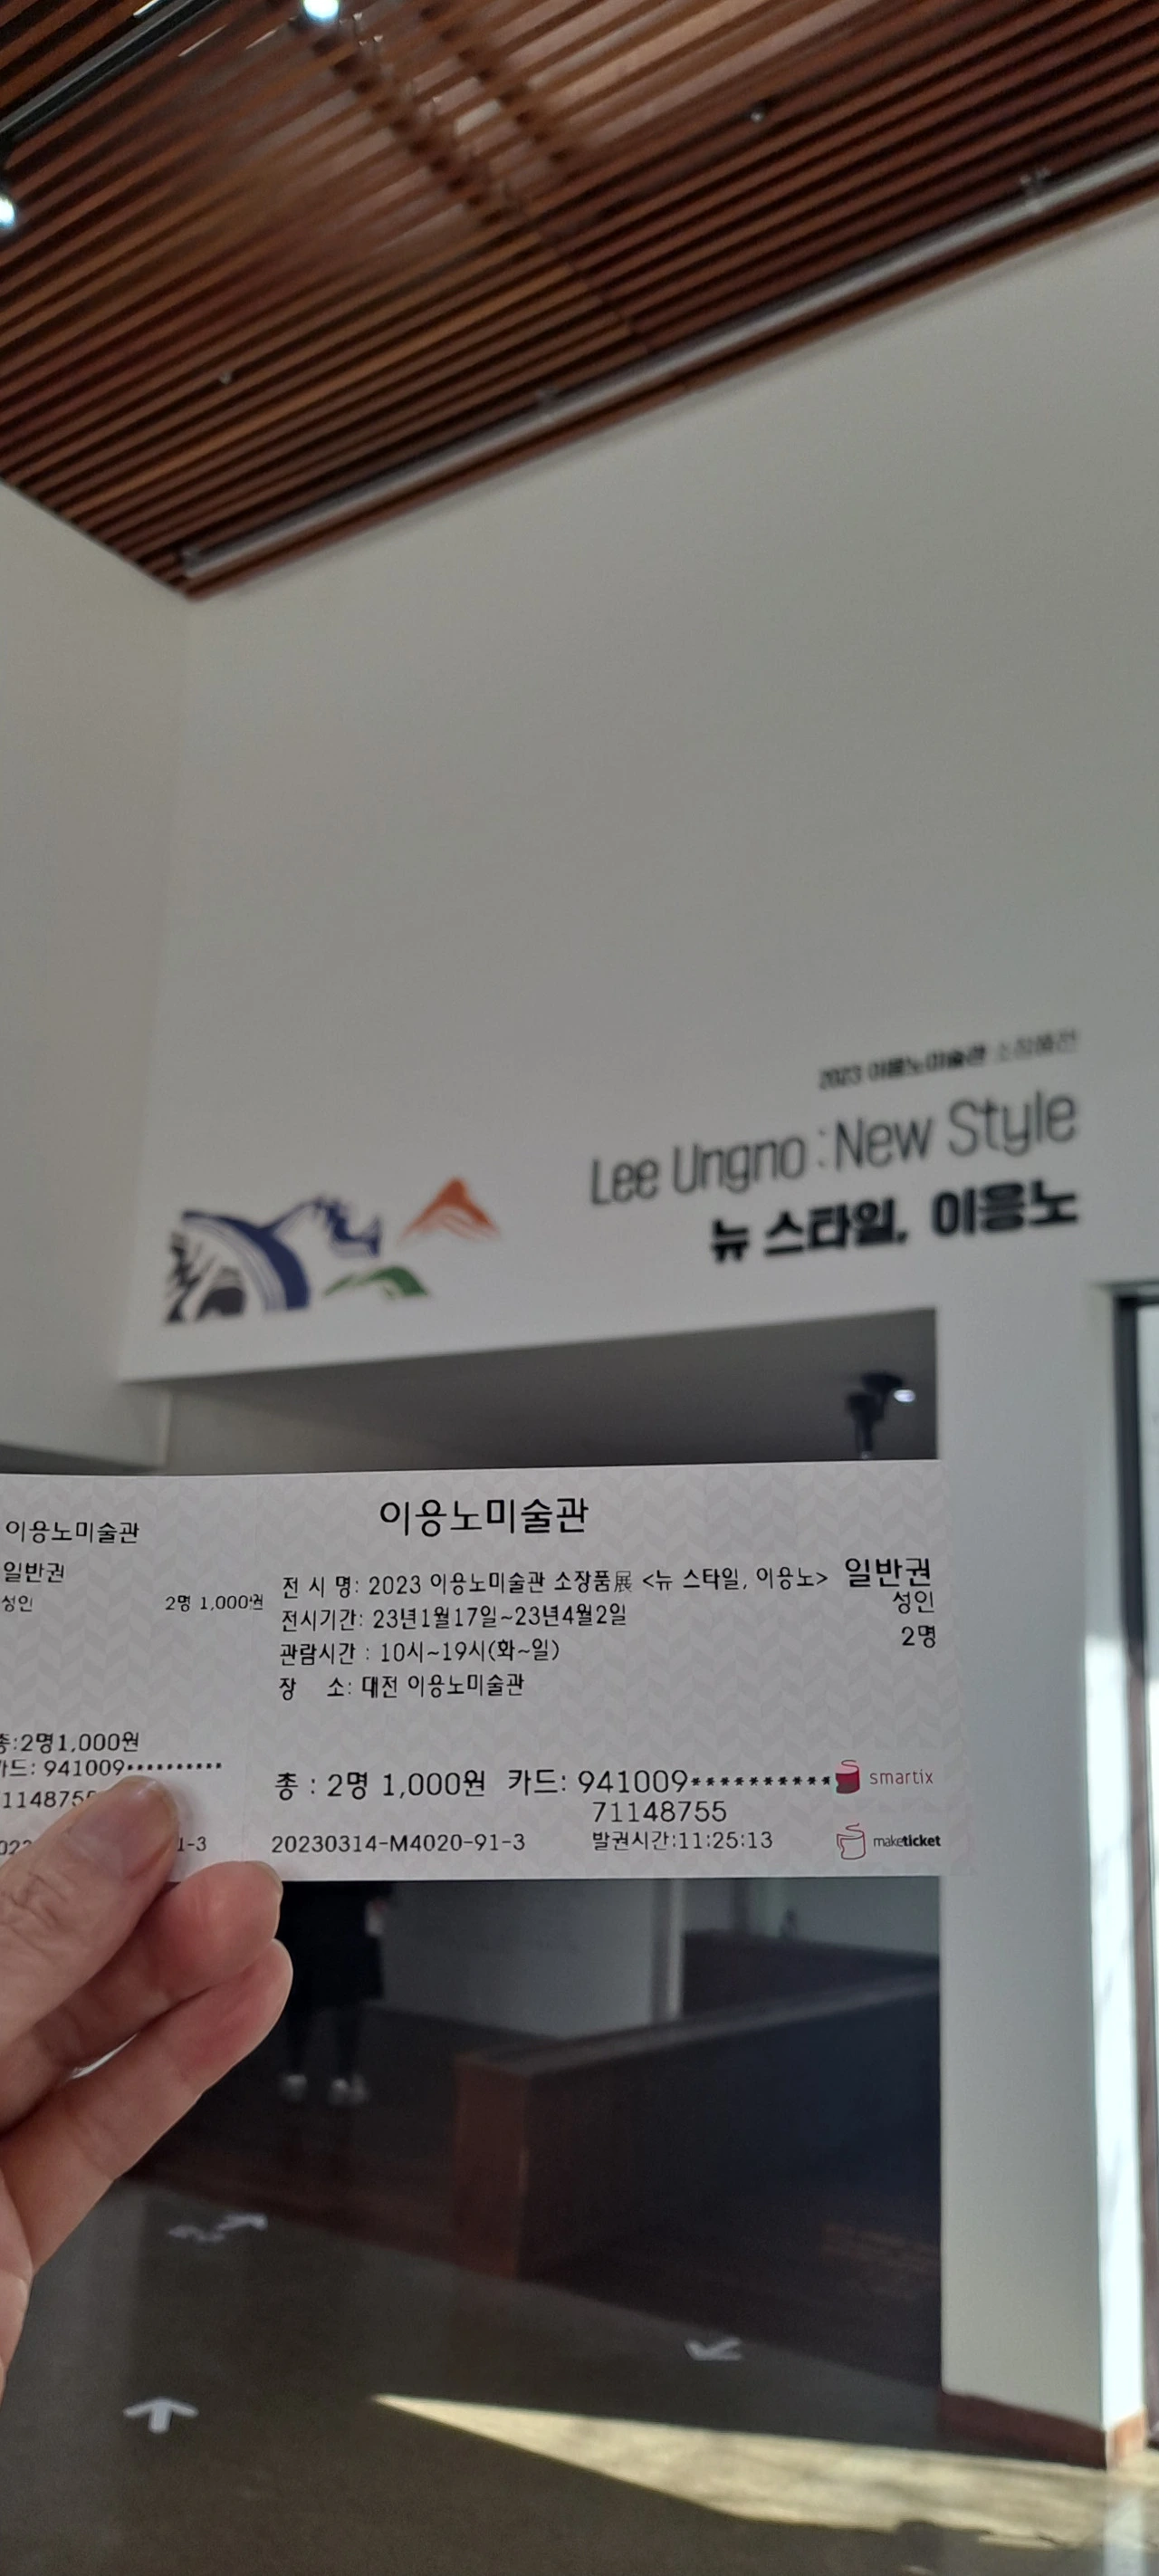 2023 이응노미술관 소장품전
Lee Ungno : New Style
뉴 스타일, 이응노
이응노미술관
일반권
성인 2명 1,000원
총:2명1,000원
카드: 941009**********
1-3
이응노미술관
전 시 명: 2023 이응노미술관 소장품展 <뉴 스타일, 이응노> 일반권
성인
2명
전시기간: 23년1월17일~23년4월2일
관람시간 : 10시~19시(화~일)
장 소: 대전 이응노미술관
총 : 2명 1,000원 카드: 941009**********
71148755
20230314-M4020-91-3 발권시간:11:25:13
smartix
maketicket